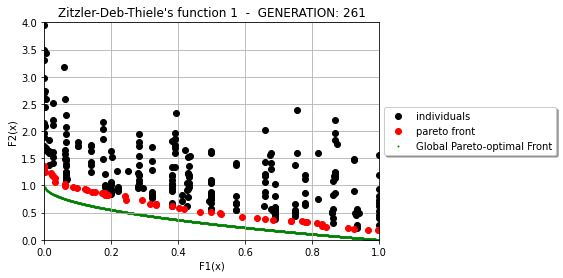 Zitzler-Deb-Thiele's function 1 - GENERATION: 261
F2(x)
4.0
3.5
3.0
2.5
2.0
1.5
1.0
0.5
0.0
0.0 0.2 0.4 0.6 0.8 1.0
F1(x)
individuals
pareto front
Global Pareto-optimal Front